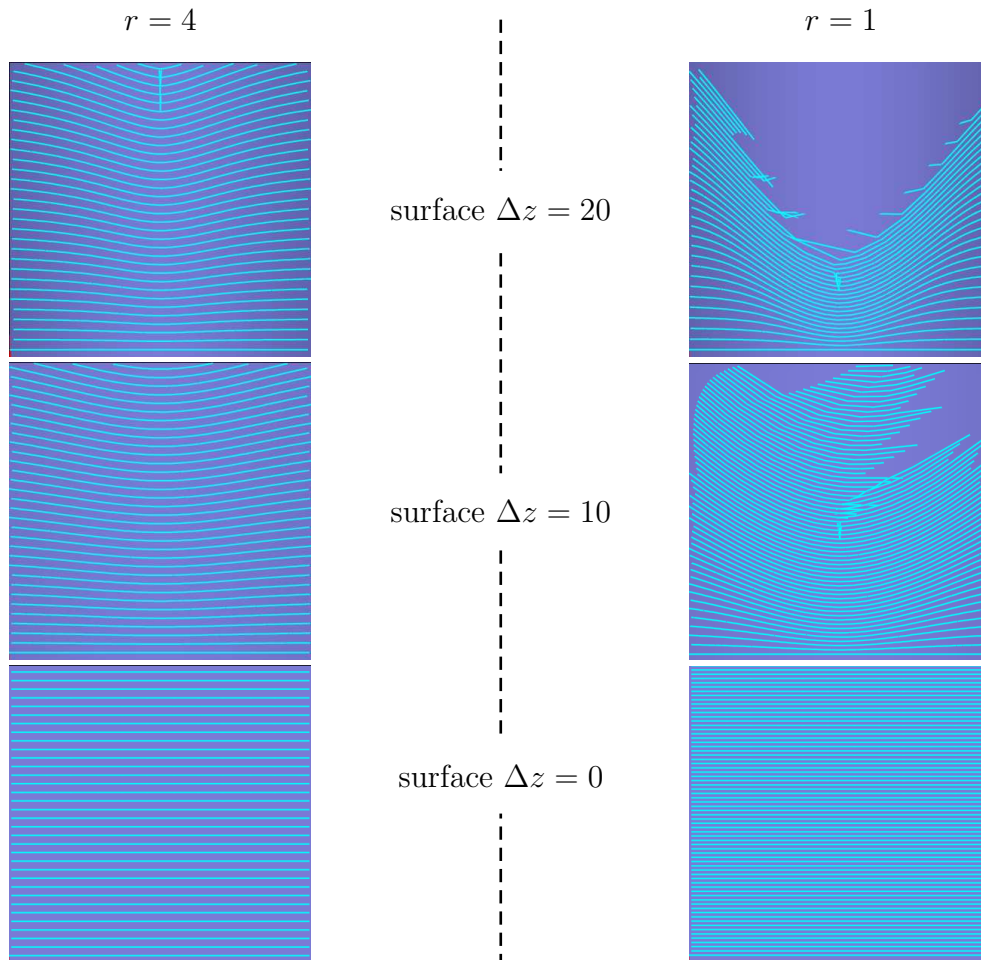 r = 4
r = 1
surface Δz = 20
surface Δz = 10
surface Δz = 0